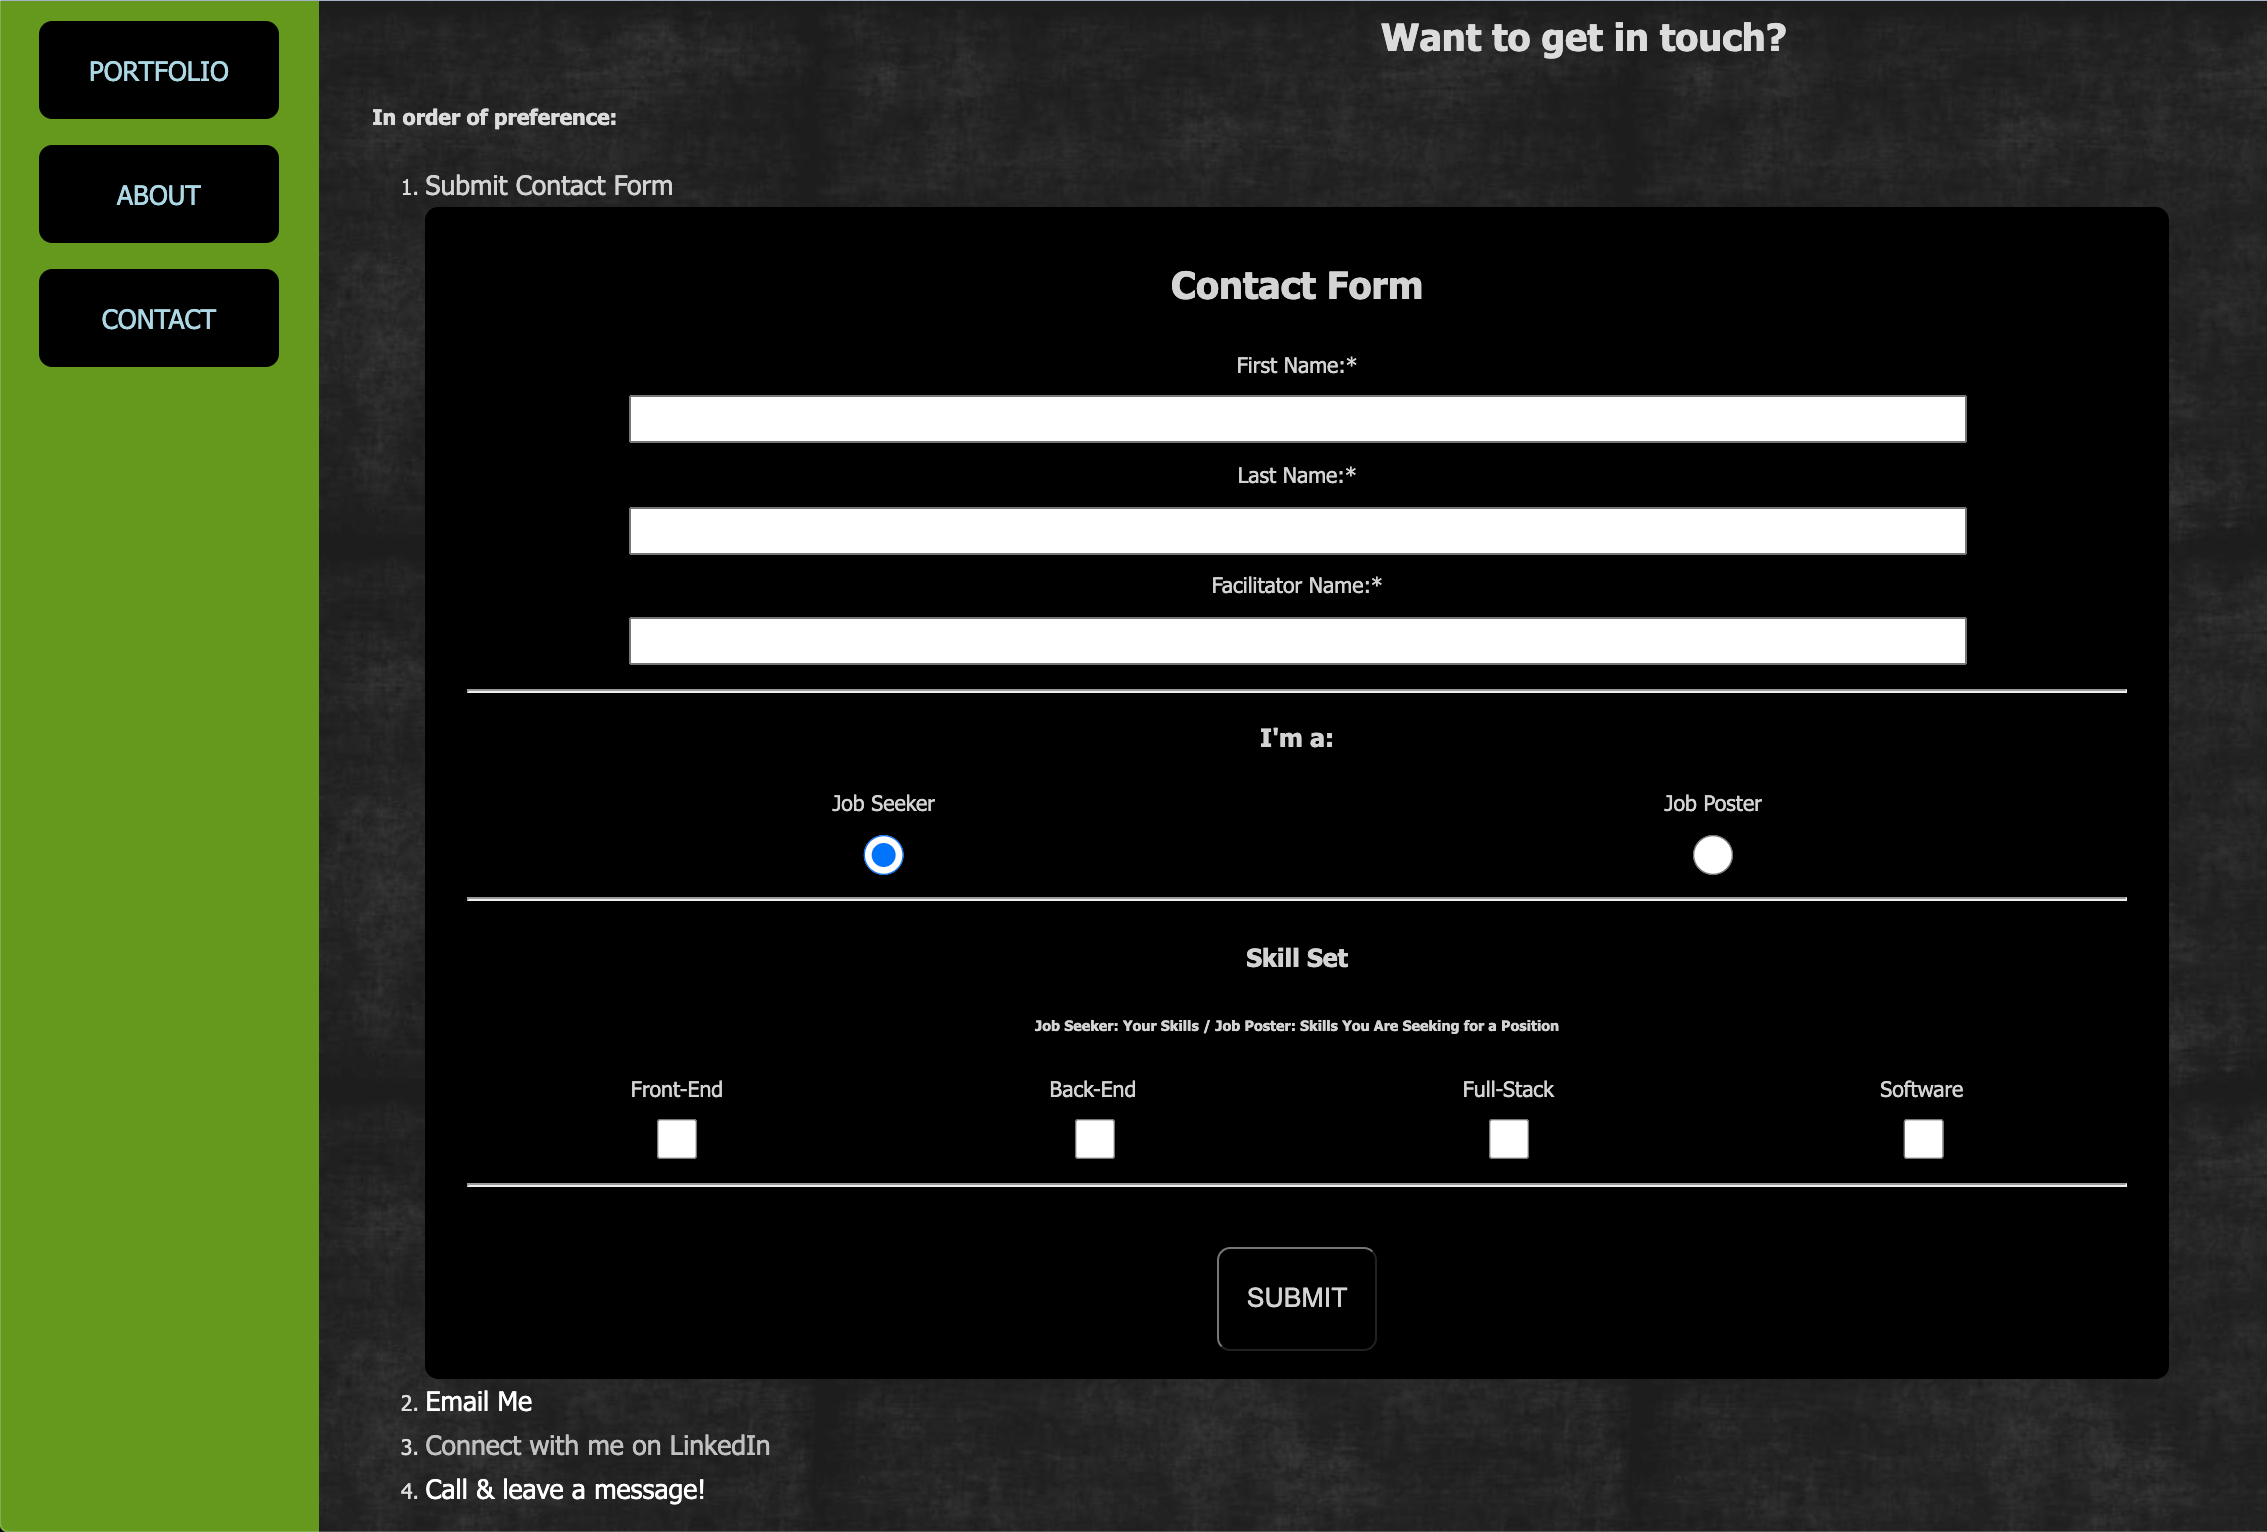 PORTFOLIO
ABOUT
CONTACT
Want to get in touch?
In order of preference:
1. Submit Contact Form
Contact Form
First Name:*
Last Name:*
Facilitator Name:*
I'm a:
Job Seeker Job Poster
Skill Set
Job Seeker: Your Skills / Job Poster: Skills You Are Seeking for a Position
Front-End Back-End Full-Stack Software
SUBMIT
2. Email Me
3. Connect with me on LinkedIn
4. Call & leave a message!